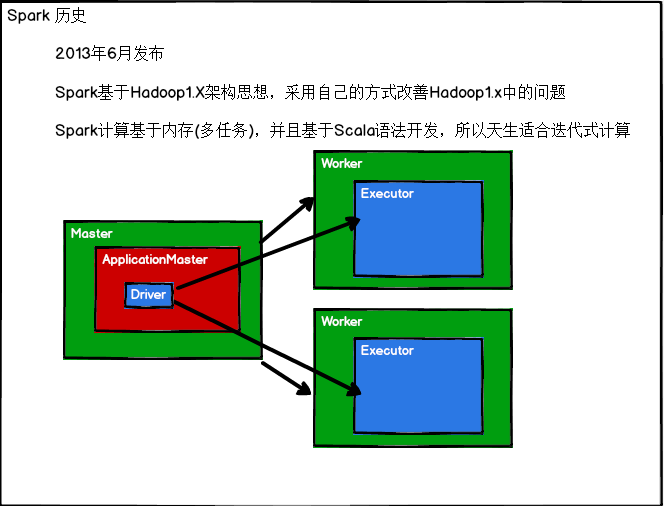 Spark 历史
2013年6月发布
Spark基于Hadoop1.X架构思想，采用自己的方式改善Hadoop1.x中的问题
Spark计算基于内存(多任务)，并且基于Scala语法开发，所以天生适合迭代式计算
Worker
Executor
Master
ApplicationMaster
Driver
Worker
Executor